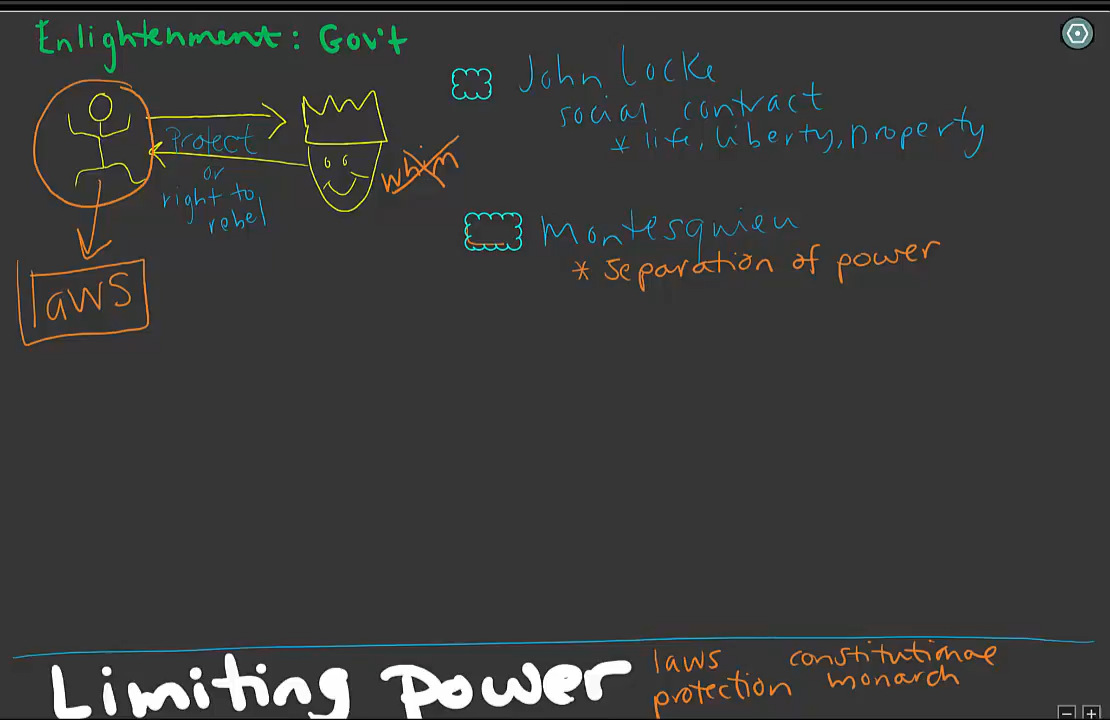 Enlightenment: Gov't
John Locke
social contract
* life, liberty, property
Protect
or
right to
rebel
whim
Montesquieu
* Separation of power
laws
Limiting Power
laws
protection
constitutional
monarch